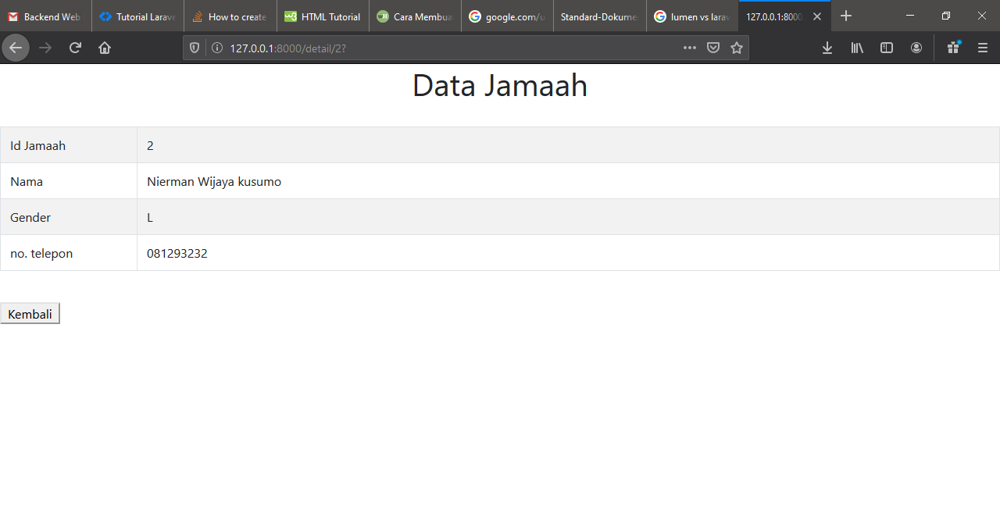 Backend Web
Tutorial Larave
How to create
HTML Tutorial
Cara Membua
google.com/u
Standard-Dokume
lumen vs larav
127.0.0.1:8000
127.0.0.1:8000/detail/2?
Data Jamaah
Id Jamaah 2
Nama Nierman Wijaya kusumo
Gender L
no. telepon 081293232
Kembali